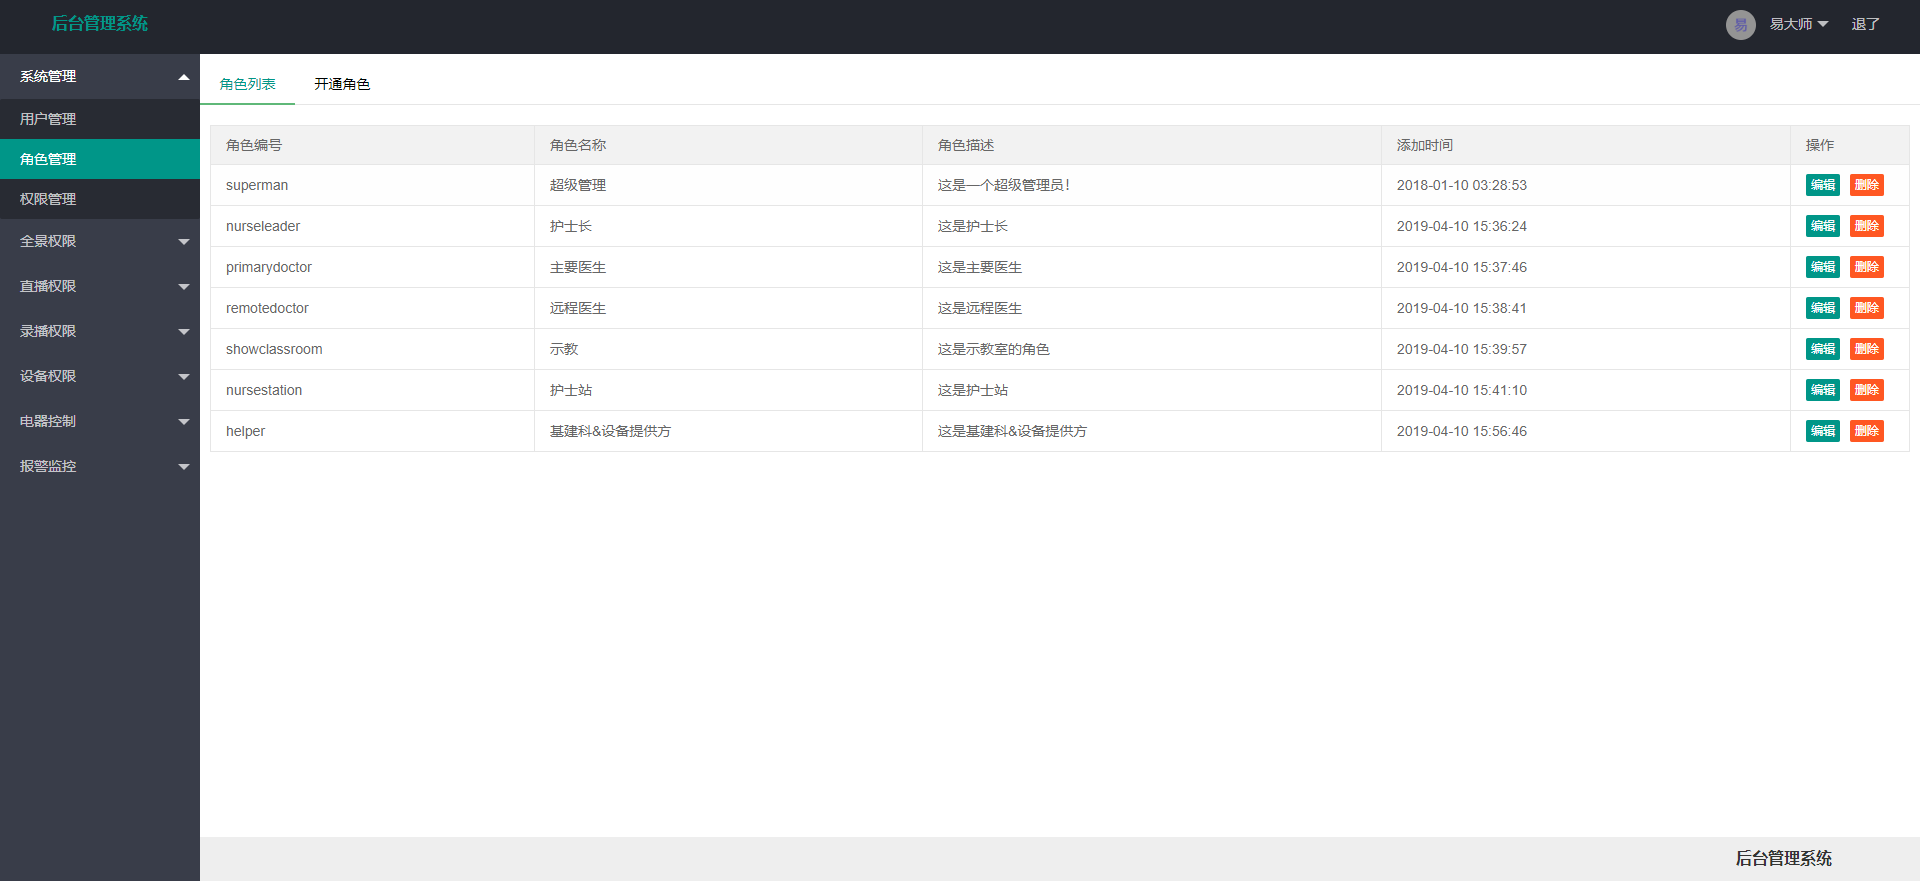 后台管理系统
易 易大师 退了
系统管理
用户管理
角色管理
权限管理
全景权限
直播权限
录播权限
设备权限
电器控制
报警监控
角色列表 开通角色
角色编号 角色名称 角色描述 添加时间 操作
superman 超级管理 这是一个超级管理员! 2018-01-10 03:28:53 编辑 删除
nurseleader 护士长 这是护士长 2019-04-10 15:36:24 编辑 删除
primarydoctor 主要医生 这是主要医生 2019-04-10 15:37:46 编辑 删除
remotedoctor 远程医生 这是远程医生 2019-04-10 15:38:41 编辑 删除
showclassroom 示教 这是示教室的角色 2019-04-10 15:39:57 编辑 删除
nursestation 护士站 这是护士站 2019-04-10 15:41:10 编辑 删除
helper 基建科&设备提供方 这是基建科&设备提供方 2019-04-10 15:56:46 编辑 删除
后台管理系统